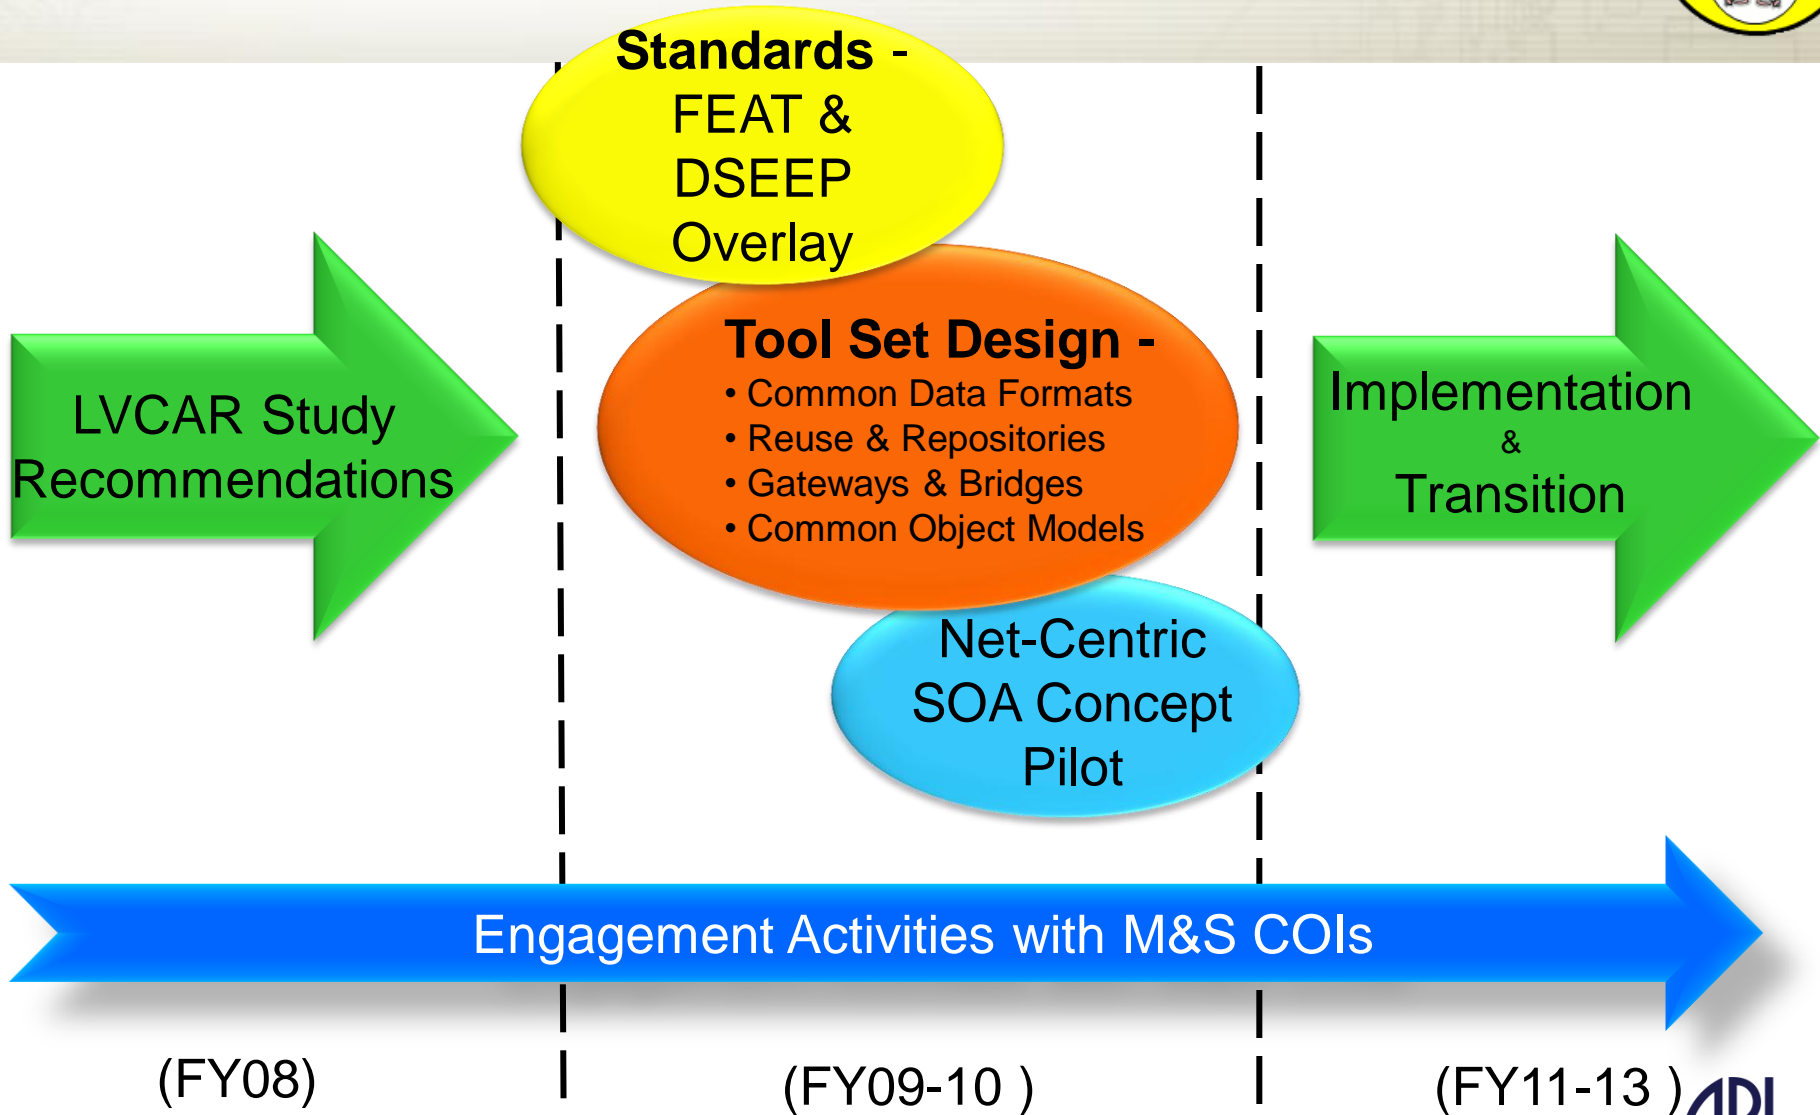 Standards -
FEAT &
DSEEP
Overlay
LVCAR Study
Recommendations
Tool Set Design -
• Common Data Formats
• Reuse & Repositories
• Gateways & Bridges
• Common Object Models
Net-Centric
SOA Concept
Pilot
Implementation
&
Transition
Engagement Activities with M&S COIs
(FY08)
(FY09-10 )
(FY11-13 )
APL